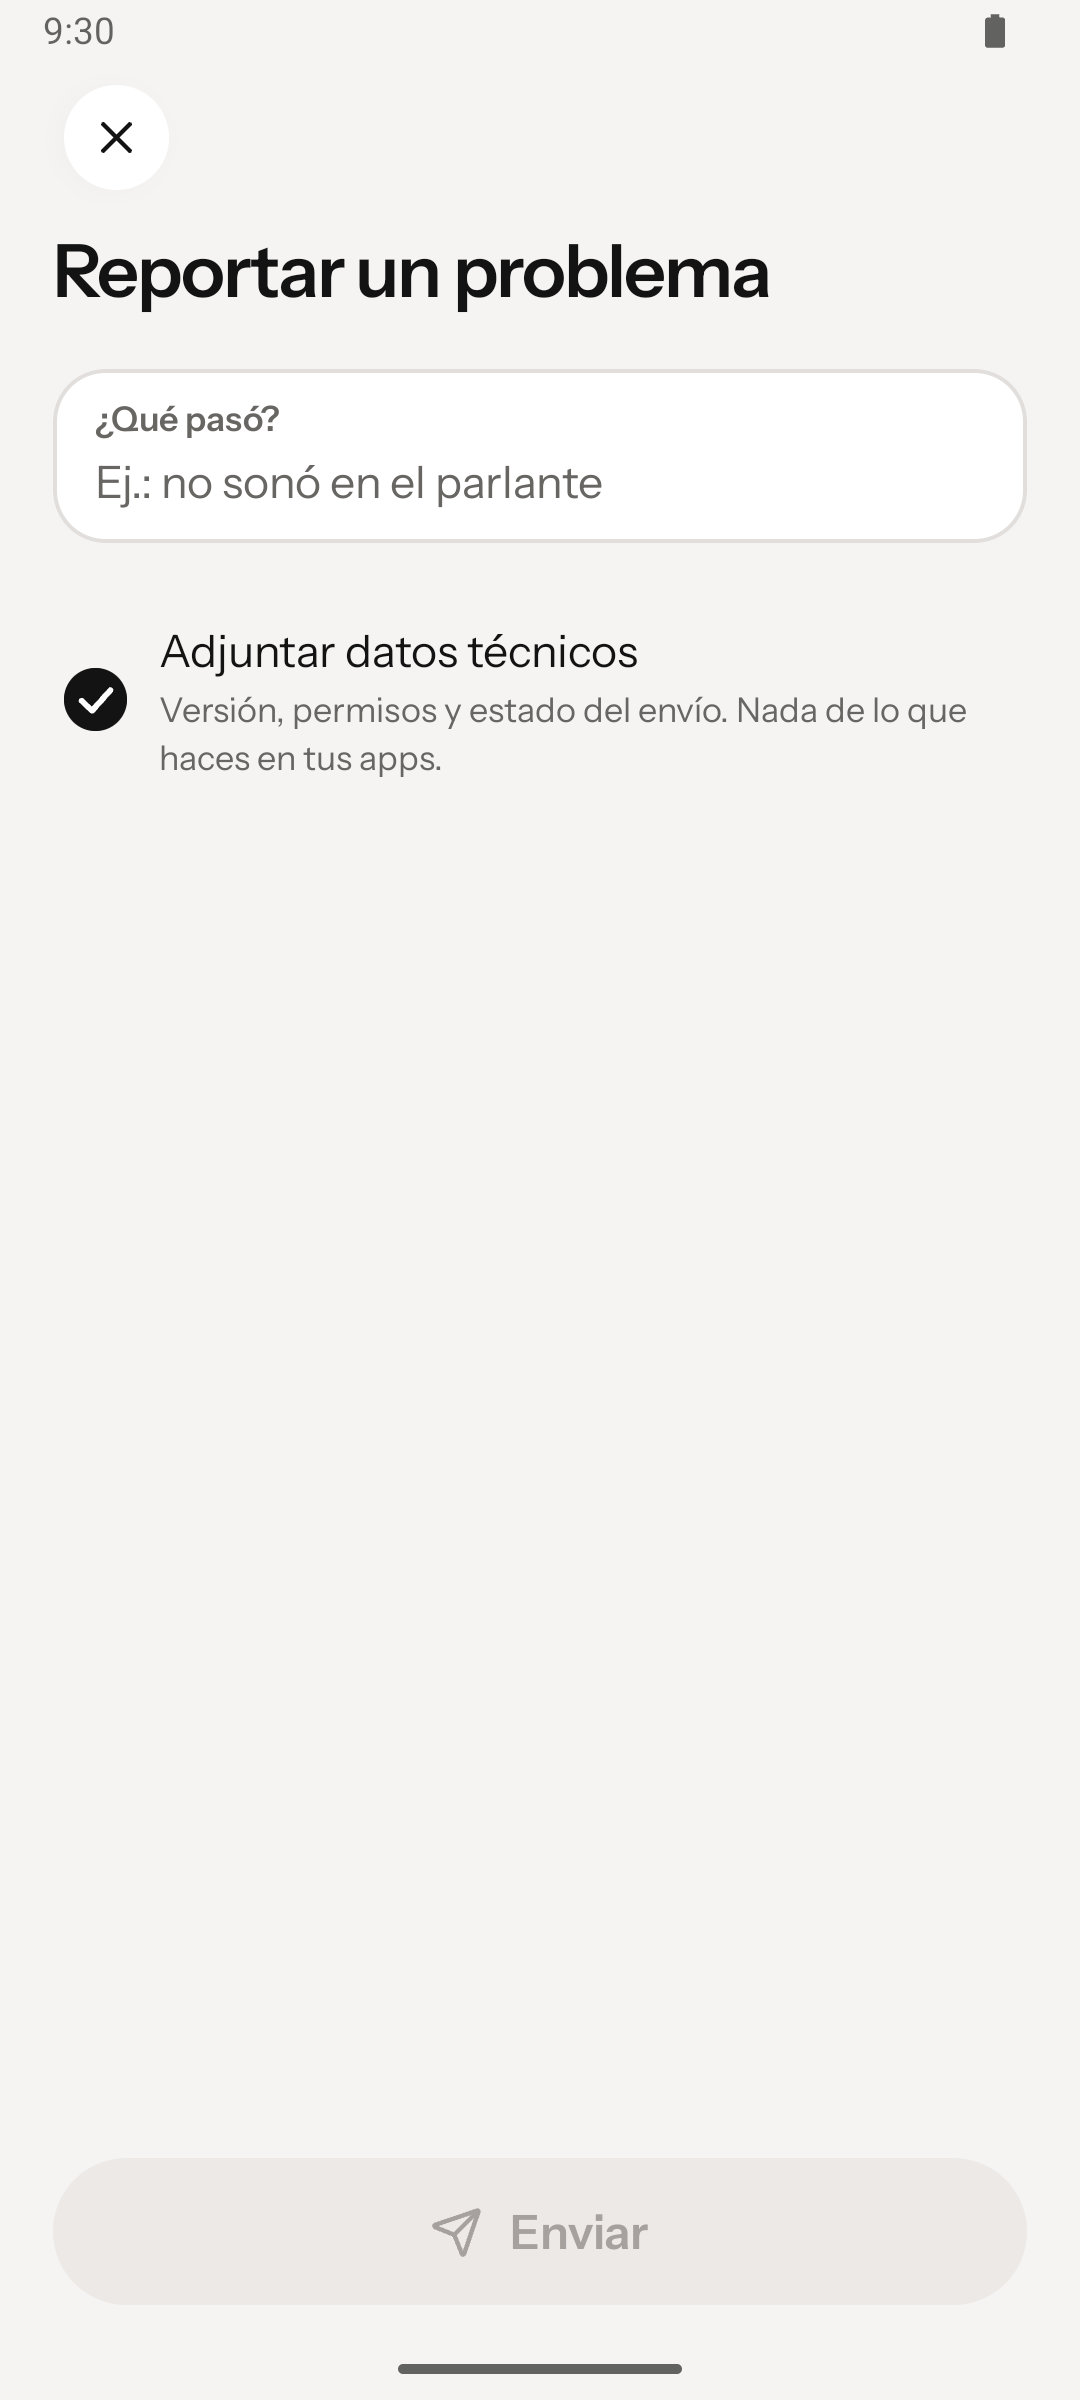 9:30
Reportar un problema
¿Qué pasó?
Ej.: no sonó en el parlante
Adjuntar datos técnicos
Versión, permisos y estado del envío. Nada de lo que
haces en tus apps.
Enviar